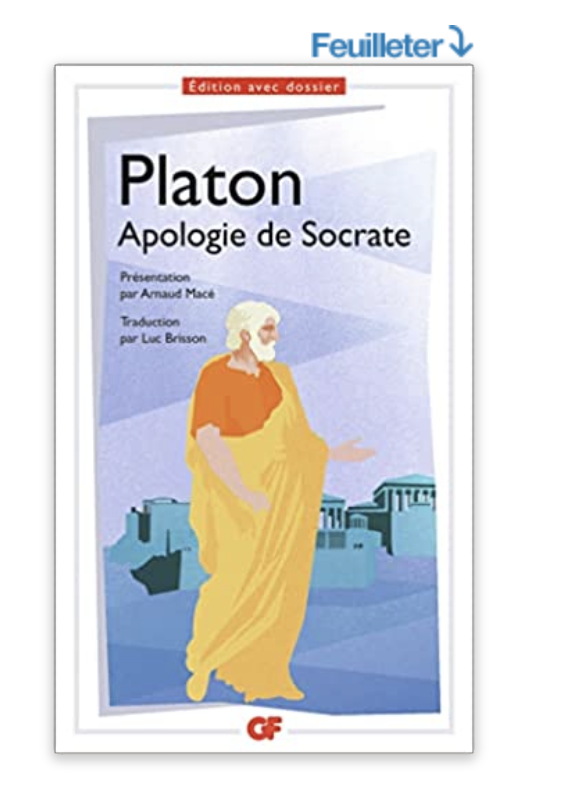 Feuilleter
Édition avec dossier
Platon
Apologie de Socrate
Présentation
par Arnaud Macé
Traduction
par Luc Brisson
GF